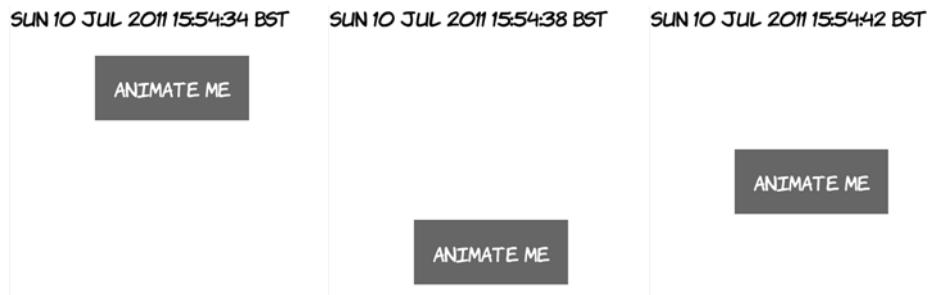 SUN 10 JUL 2011 15:54:34 BST
ANIMATE ME
SUN 10 JUL 2011 15:54:38 BST
ANIMATE ME
SUN 10 JUL 2011 15:54:42 BST
ANIMATE ME